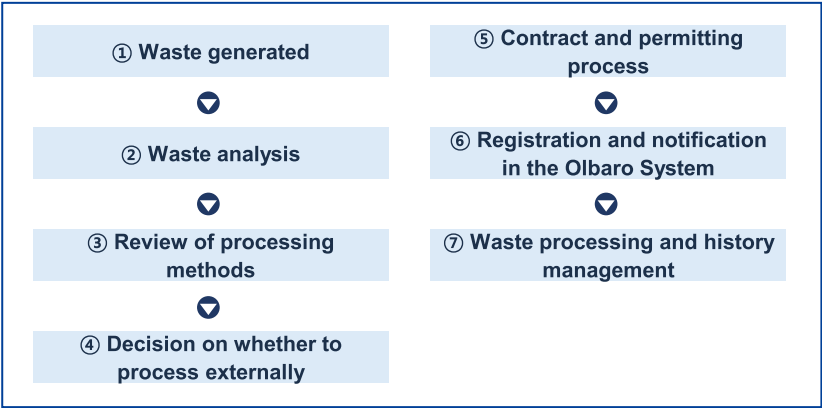 ① Waste generated
② Waste analysis
③ Review of processing
methods
④ Decision on whether to
process externally
⑤ Contract and permitting
process
⑥ Registration and notification
in the Olbaro System
⑦ Waste processing and history
management